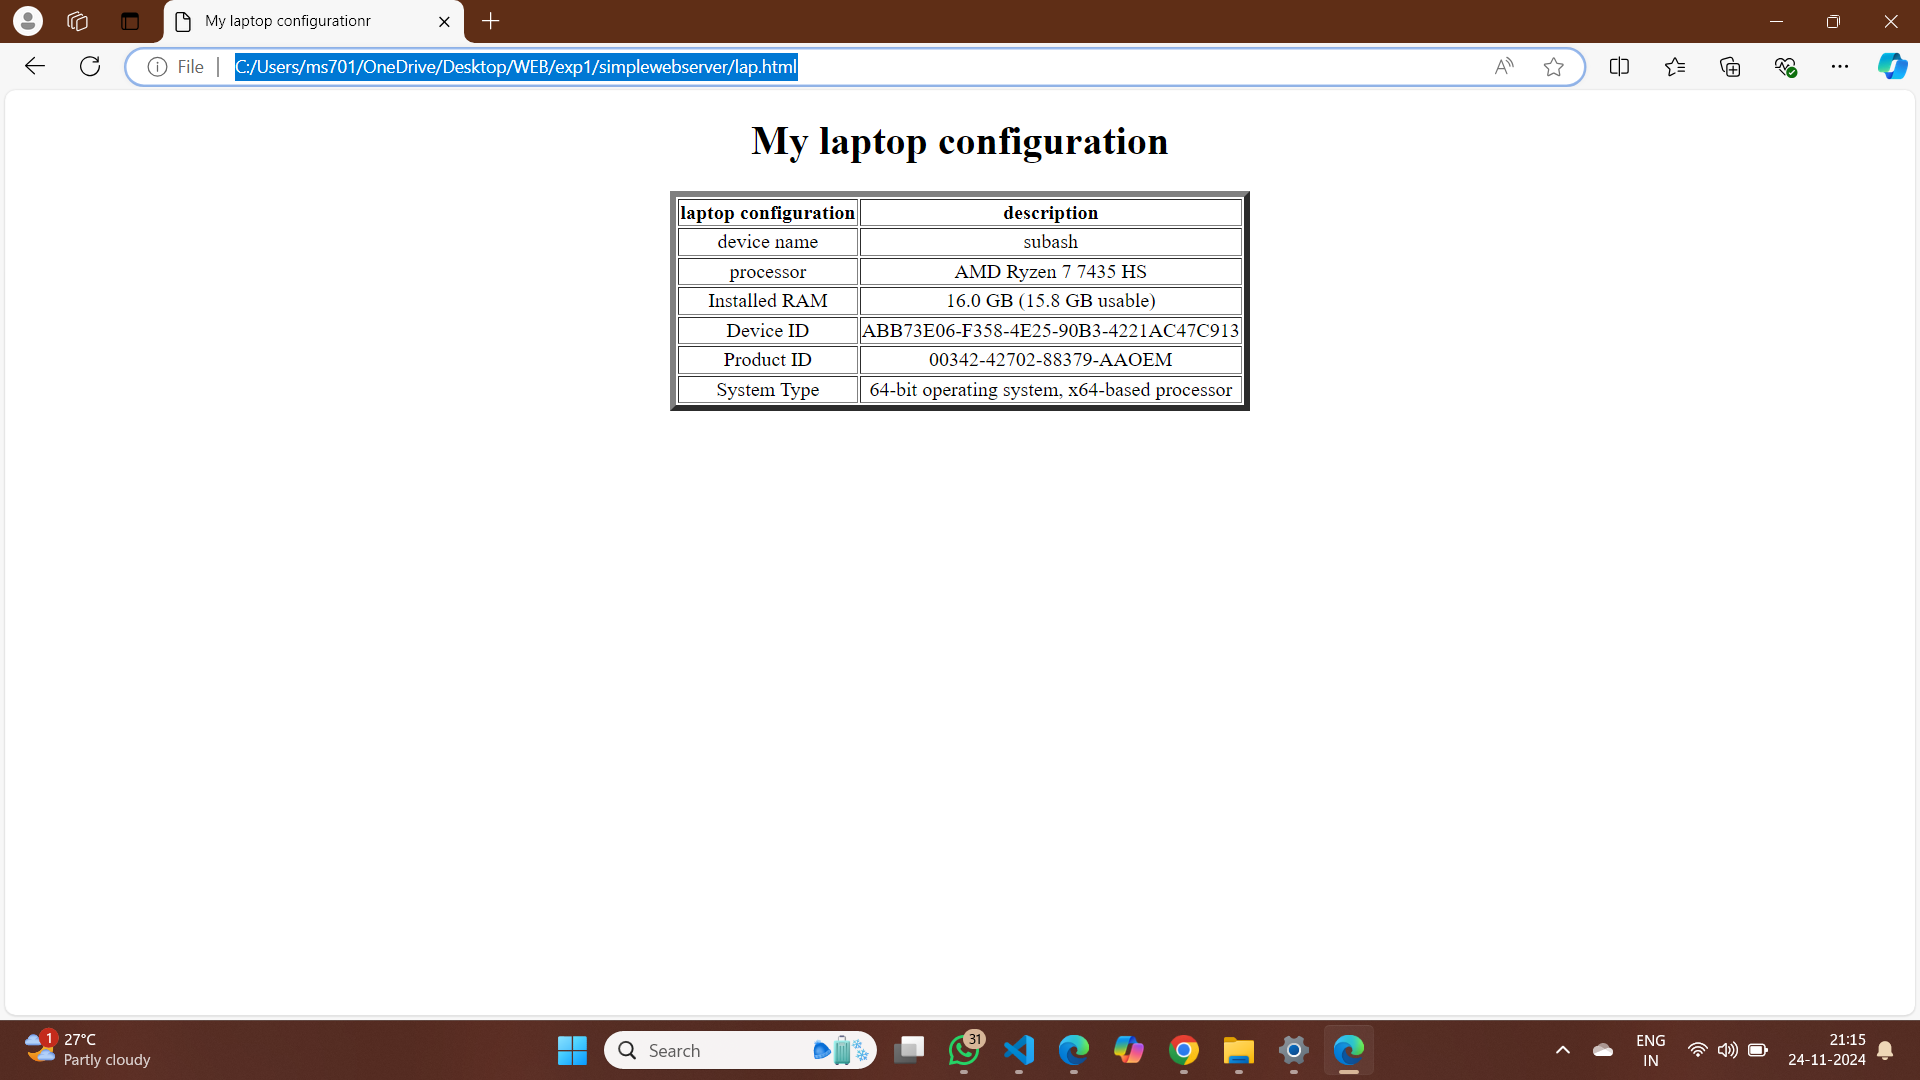 My laptop configurationr
File
C:/Users/ms701/OneDrive/Desktop/WEB/exp1/simplewebserver/lap.html
My laptop configuration
laptop configuration description
device name subash
processor AMD Ryzen 7 7435 HS
Installed RAM 16.0 GB (15.8 GB usable)
Device ID ABB73E06-F358-4E25-90B3-4221AC47C913
Product ID 00342-42702-88379-AAOEM
System Type 64-bit operating system, x64-based processor
1
27°C
Partly cloudy
Search
31
ENG
IN
21:15
24-11-2024